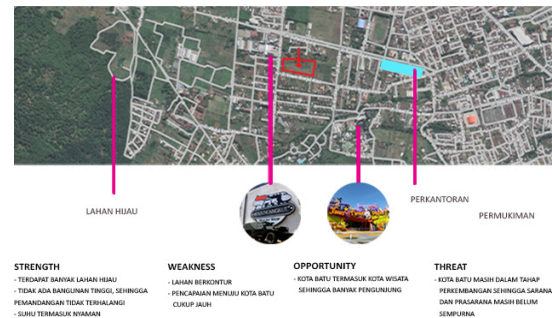 LAHAN HIJAU
PERKANTORAN
PERMUKIMAN
STRENGTH
- TERDAPAT BANYAK LAHAN HIJAU
- TIDAK ADA BANGUNAN TINGGI, SEHINGGA
PEMANDANGAN TIDAK TERHALANGI
- SUHU TERMASUK NYAMAN
WEAKNESS
- LAHAN BERKONTUR
- PENCAPAIAN MENUJU KOTA BATU
CUKUP JAUH
OPPORTUNITY
- KOTA BATU TERMASUK KOTA WISATA
SEHINGGA BANYAK PENGUNJUNG
THREAT
- KOTA BATU MASIH DALAM TAHAP
PERKEMBANGAN SEHINGGA SARANA
DAN PRASARANA MASIH BELUM
SEMPURNA